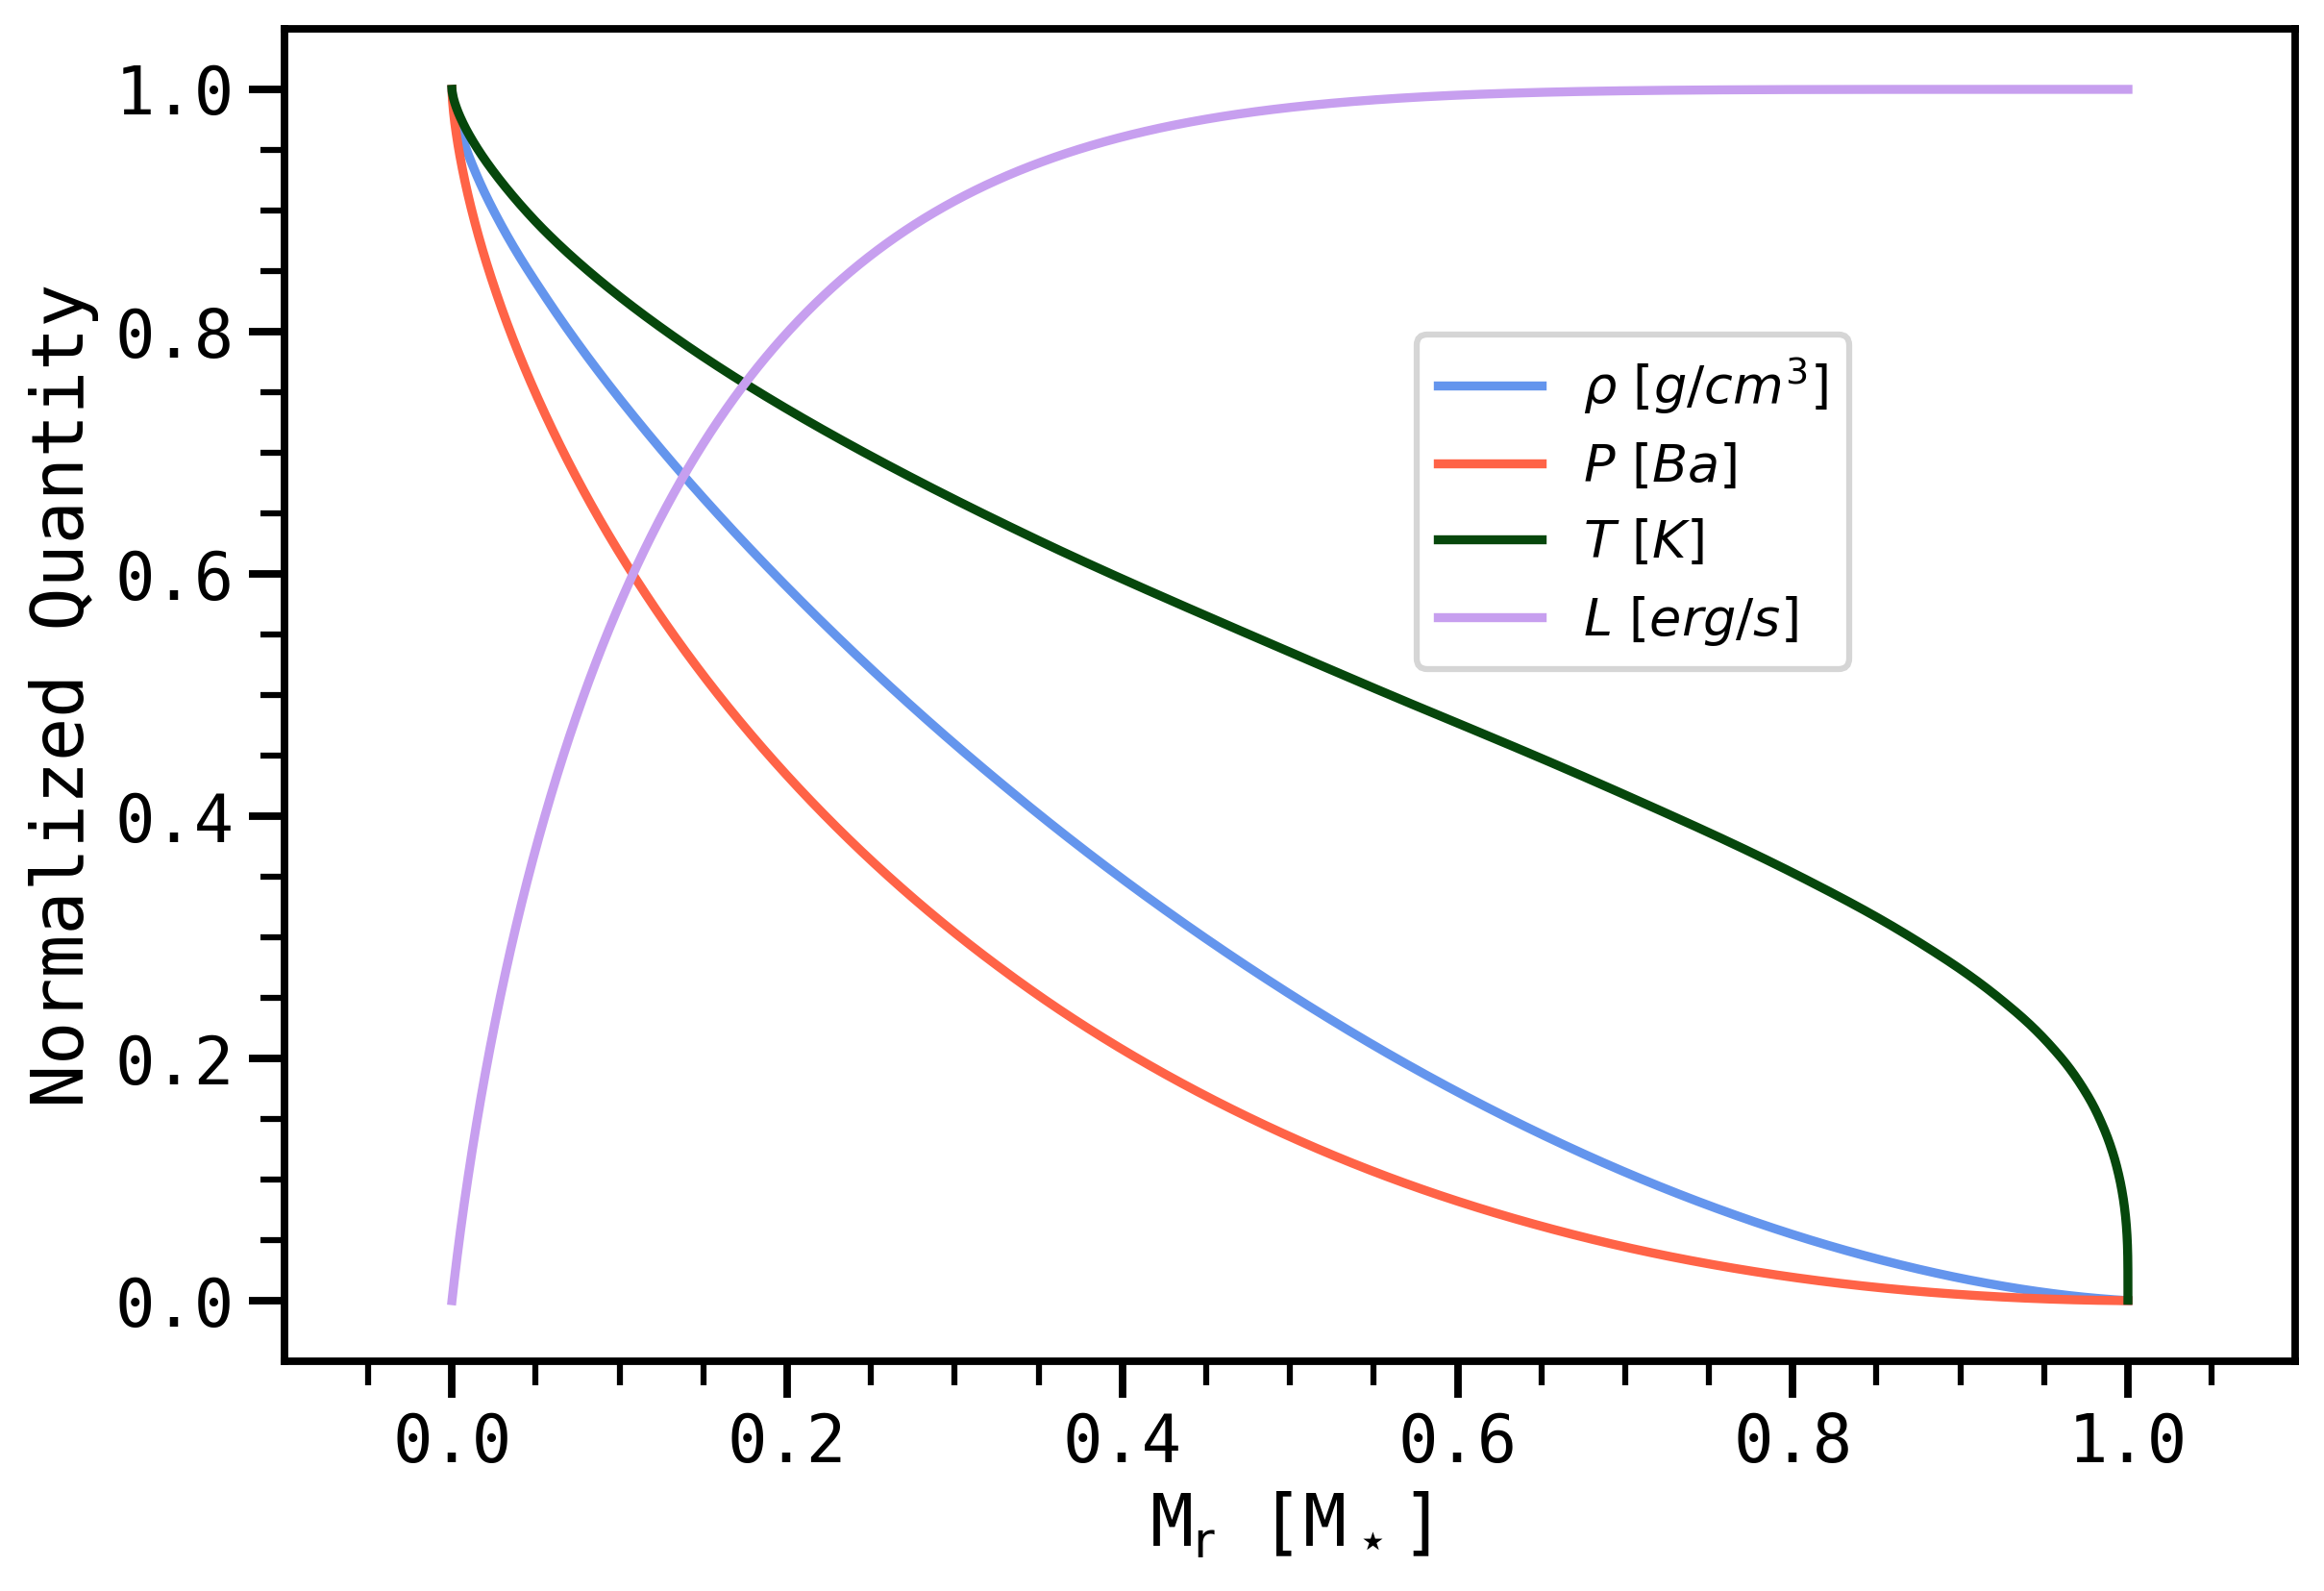 Normalized Quantity
1.0
0.8
0.6
0.4
0.2
0.0
ρ [g/cm³]
P [Ba]
T [K]
L [erg/s]
0.0 0.2 0.4 0.6 0.8 1.0
Mᵣ [M⋆]